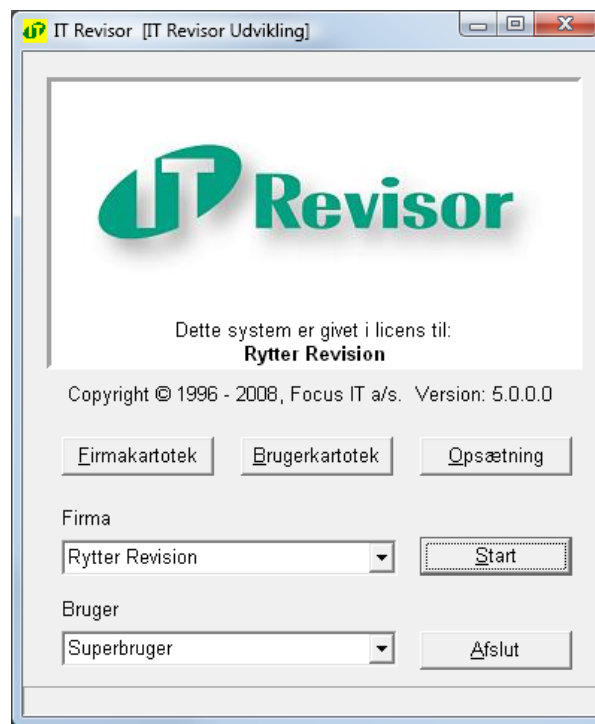 IT Revisor [IT Revisor Udvikling]
IT Revisor
Dette system er givet i licens til:
Rytter Revision
Copyright © 1996 - 2008, Focus IT a/s. Version: 5.0.0.0
Firmakartotek Brugerkartotek Opsætning
Firma
Rytter Revision Start
Bruger
Superbruger Afslut